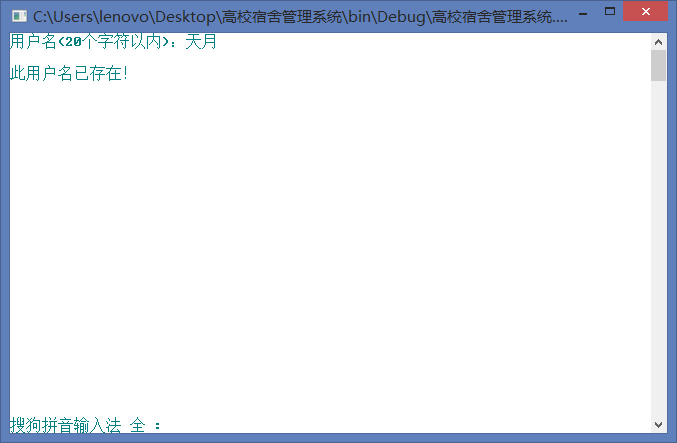 C:\Users\lenovo\Desktop\高校宿舍管理系统\bin\Debug\高校宿舍管理系统....
用户名(20个字符以内)：天月
此用户名已存在!
搜狗拼音输入法 全 :